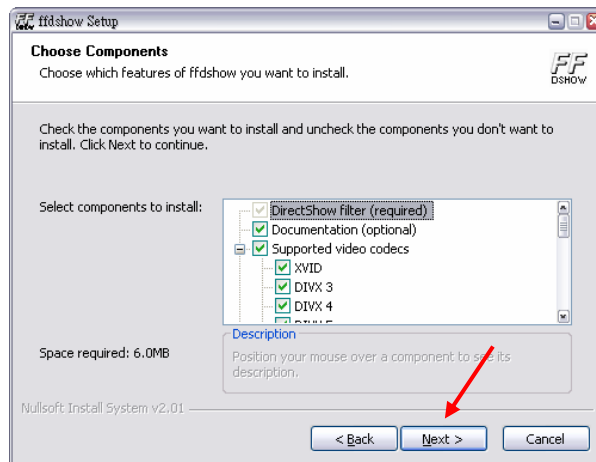 ffdshow Setup
Choose Components
Choose which features of ffdshow you want to install.
FF
DSHOW
Check the components you want to install and uncheck the components you don't want to
install. Click Next to continue.
Select components to install:
DirectShow filter (required)
Documentation (optional)
Supported video codecs
XVID
DIVX 3
DIVX 4
Description
Space required: 6.0MB
Position your mouse over a component to see its
description.
Nullsoft Install System v2.01
< Back
Next >
Cancel